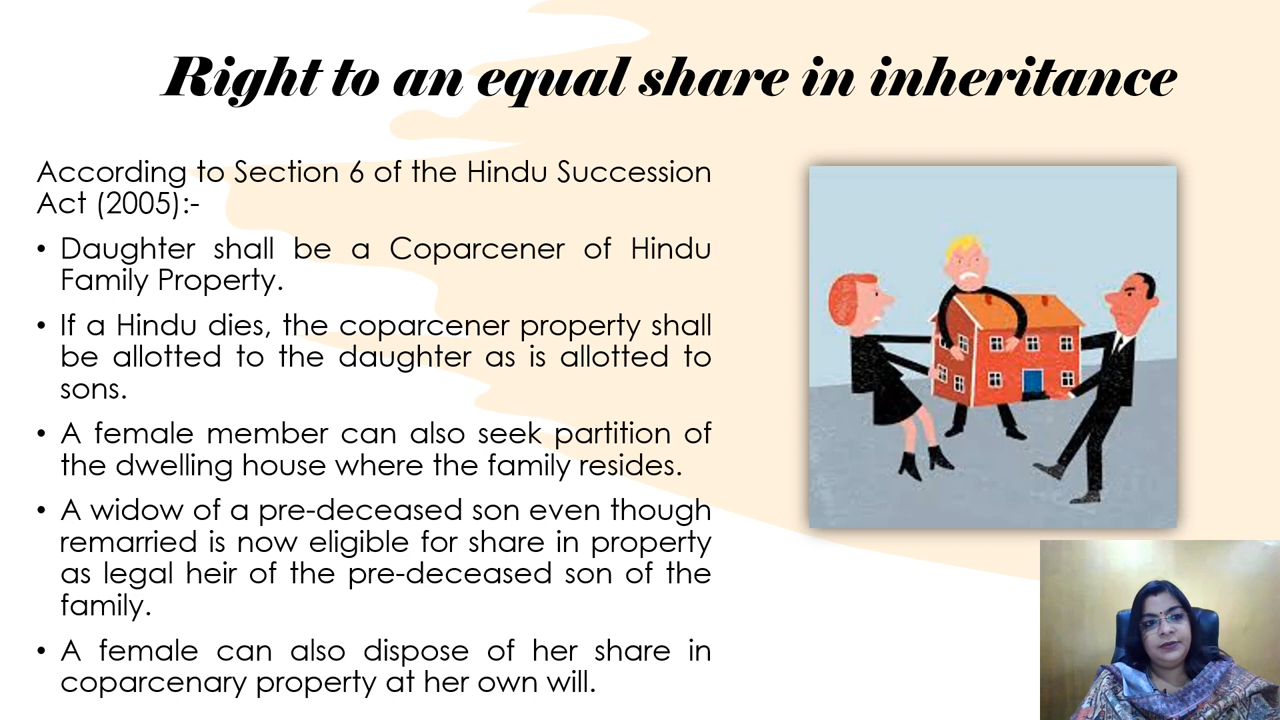 Right to an equal share in inheritance
According to Section 6 of the Hindu Succession
Act (2005):-
• Daughter shall be a Coparcener of Hindu
Family Property.
• If a Hindu dies, the coparcener property shall
be allotted to the daughter as is allotted to
sons.
• A female member can also seek partition of
the dwelling house where the family resides.
• A widow of a pre-deceased son even though
remarried is now eligible for share in property
as legal heir of the pre-deceased son of the
family.
• A female can also dispose of her share in
coparcenary property at her own will.